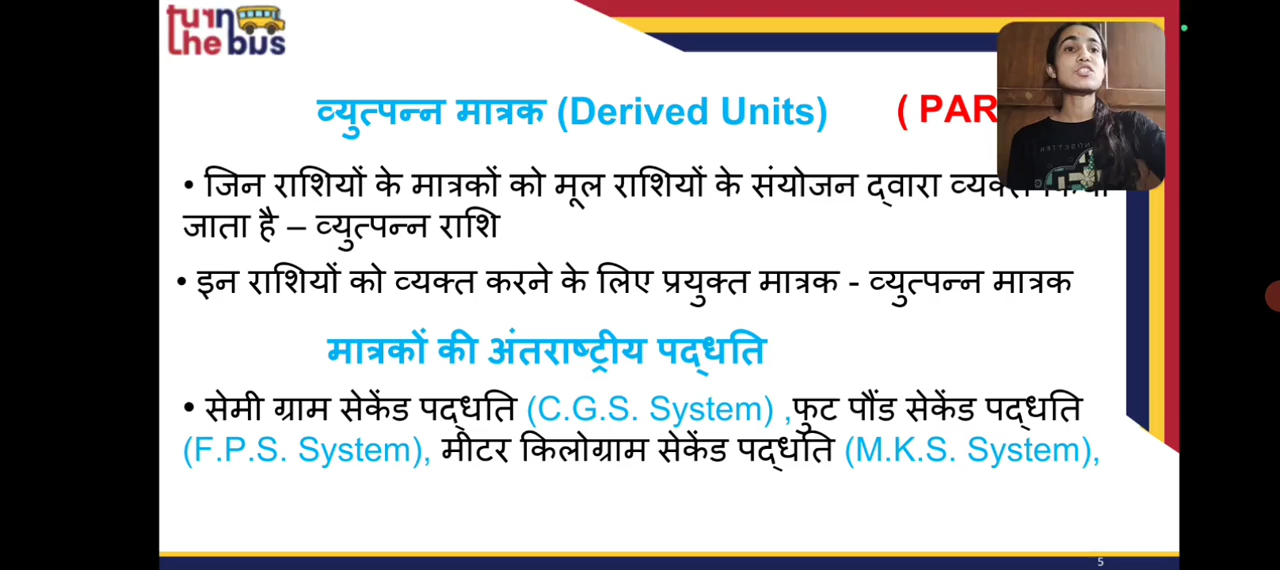 turn
the bus
व्युत्पन्न मात्रक (Derived Units) ( PAR
• जिन राशियों के मात्रकों को मूल राशियों के संयोजन द्वारा
जाता है – व्युत्पन्न राशि
• इन राशियों को व्यक्त करने के लिए प्रयुक्त मात्रक - व्युत्पन्न मात्रक
मात्रकों की अंतराष्ट्रीय पद्धति
• सेमी ग्राम सेकेंड पद्धति (C.G.S. System) ,फुट पौंड सेकेंड पद्धति
(F.P.S. System), मीटर किलोग्राम सेकेंड पद्धति (M.K.S. System),
5